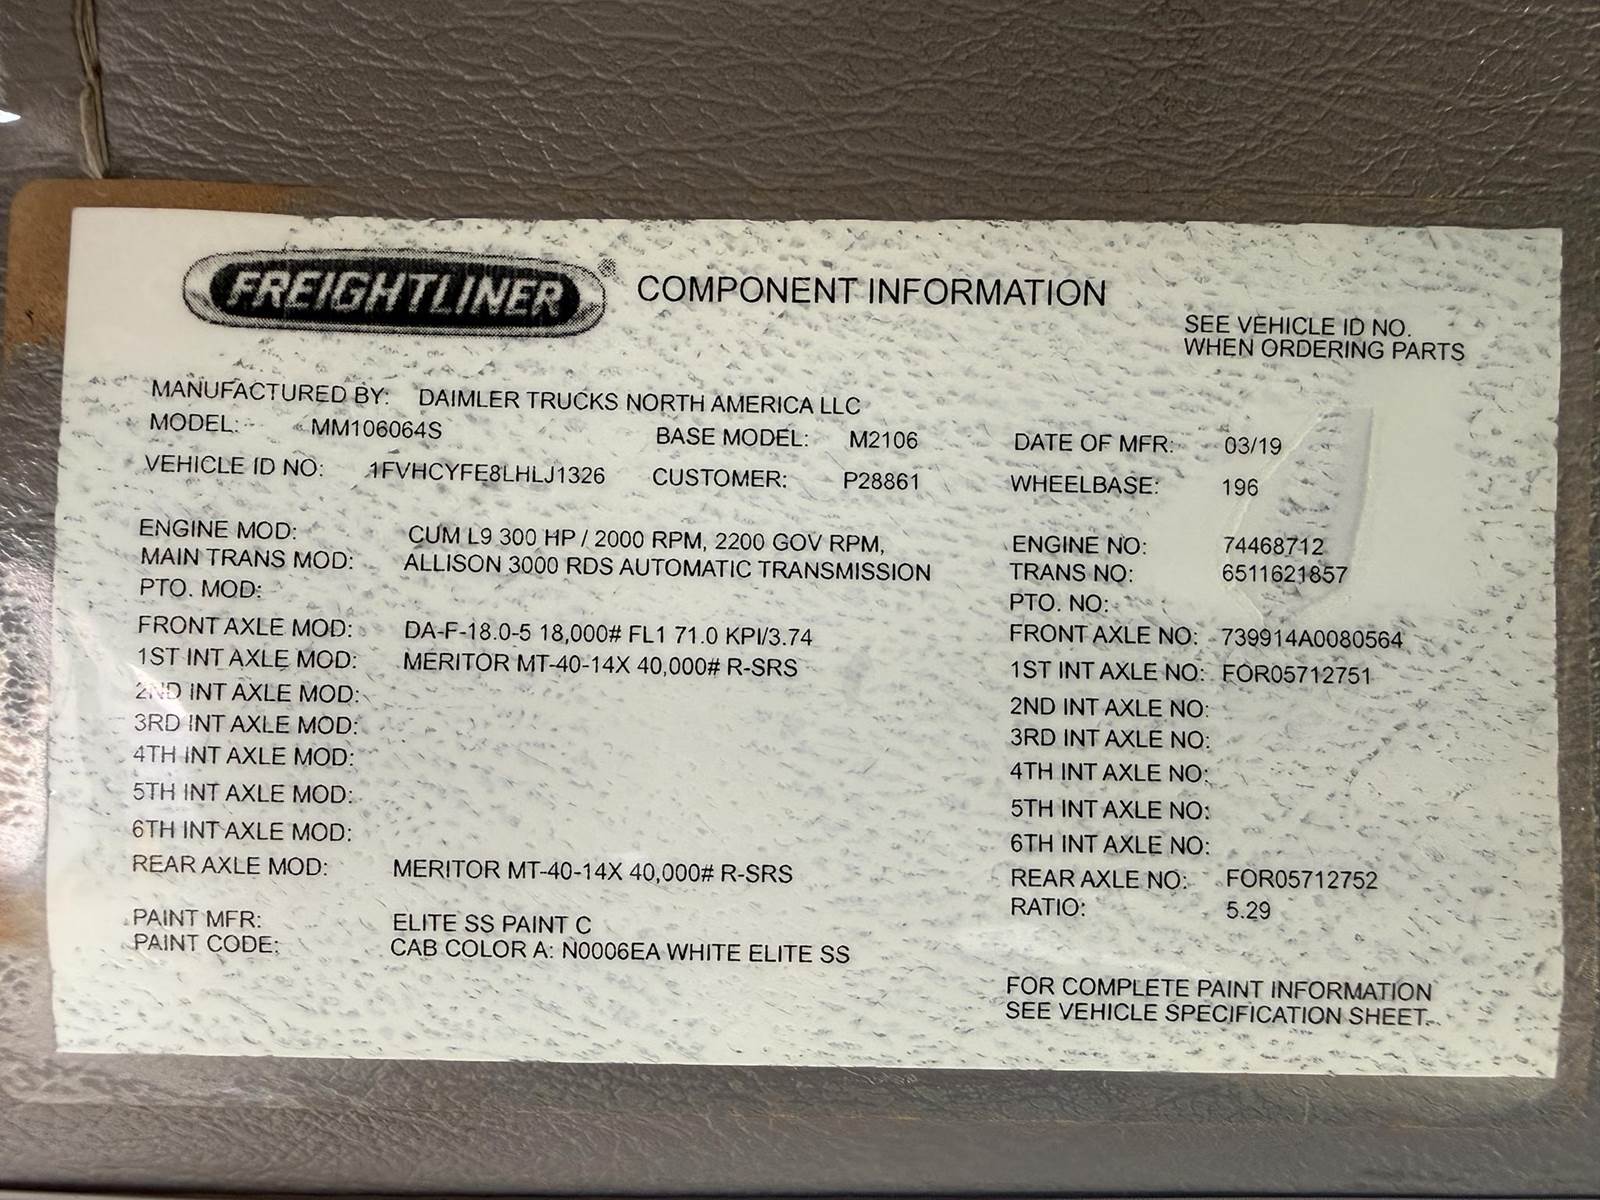 FREIGHTLINER® COMPONENT INFORMATION
SEE VEHICLE ID NO.
WHEN ORDERING PARTS
MANUFACTURED BY: DAIMLER TRUCKS NORTH AMERICA LLC
MODEL: MM106064S BASE MODEL: M2106 DATE OF MFR: 03/19
VEHICLE ID NO: 1FVHCYFE8LHLJ1326 CUSTOMER: P28861 WHEELBASE: 196
ENGINE MOD: CUM L9 300 HP / 2000 RPM, 2200 GOV RPM, ENGINE NO: 74468712
MAIN TRANS MOD: ALLISON 3000 RDS AUTOMATIC TRANSMISSION TRANS NO: 6511621857
PTO. MOD: PTO. NO:
FRONT AXLE MOD: DA-F-18.0-5 18,000# FL1 71.0 KPI/3.74 FRONT AXLE NO: 739914A0080564
1ST INT AXLE MOD: MERITOR MT-40-14X 40,000# R-SRS 1ST INT AXLE NO: FOR05712751
2ND INT AXLE MOD: 2ND INT AXLE NO:
3RD INT AXLE MOD: 3RD INT AXLE NO:
4TH INT AXLE MOD: 4TH INT AXLE NO:
5TH INT AXLE MOD: 5TH INT AXLE NO:
6TH INT AXLE MOD: 6TH INT AXLE NO:
REAR AXLE MOD: MERITOR MT-40-14X 40,000# R-SRS REAR AXLE NO: FOR05712752
RATIO: 5.29
PAINT MFR: ELITE SS PAINT C
PAINT CODE: CAB COLOR A: N0006EA WHITE ELITE SS
FOR COMPLETE PAINT INFORMATION
SEE VEHICLE SPECIFICATION SHEET.